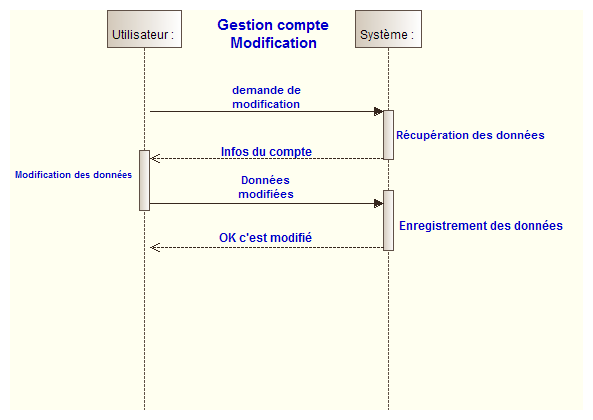 Utilisateur :
Gestion compte
Modification
Système :
demande de
modification
Récupération des données
Infos du compte
Modification des données
Données
modifiées
Enregistrement des données
OK c'est modifié